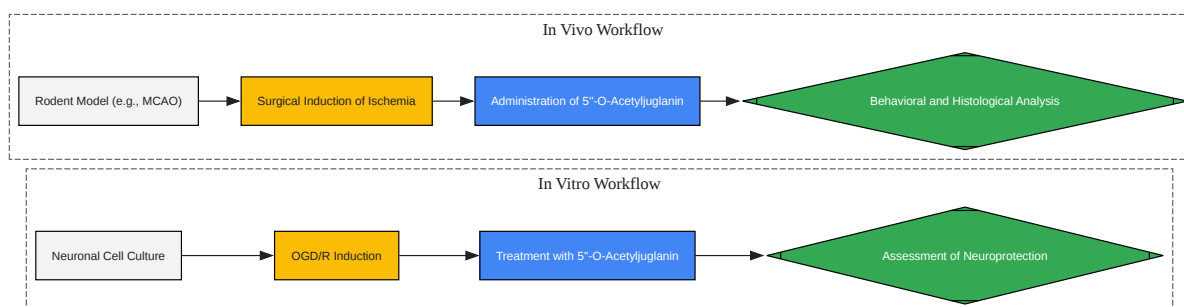 In Vivo Workflow
Rodent Model (e.g., MCAO)
Surgical Induction of Ischemia
Administration of 5''-O-Acetyljuglanin
Behavioral and Histological Analysis
In Vitro Workflow
Neuronal Cell Culture
OGD/R Induction
Treatment with 5''-O-Acetyljuglanin
Assessment of Neuroprotection